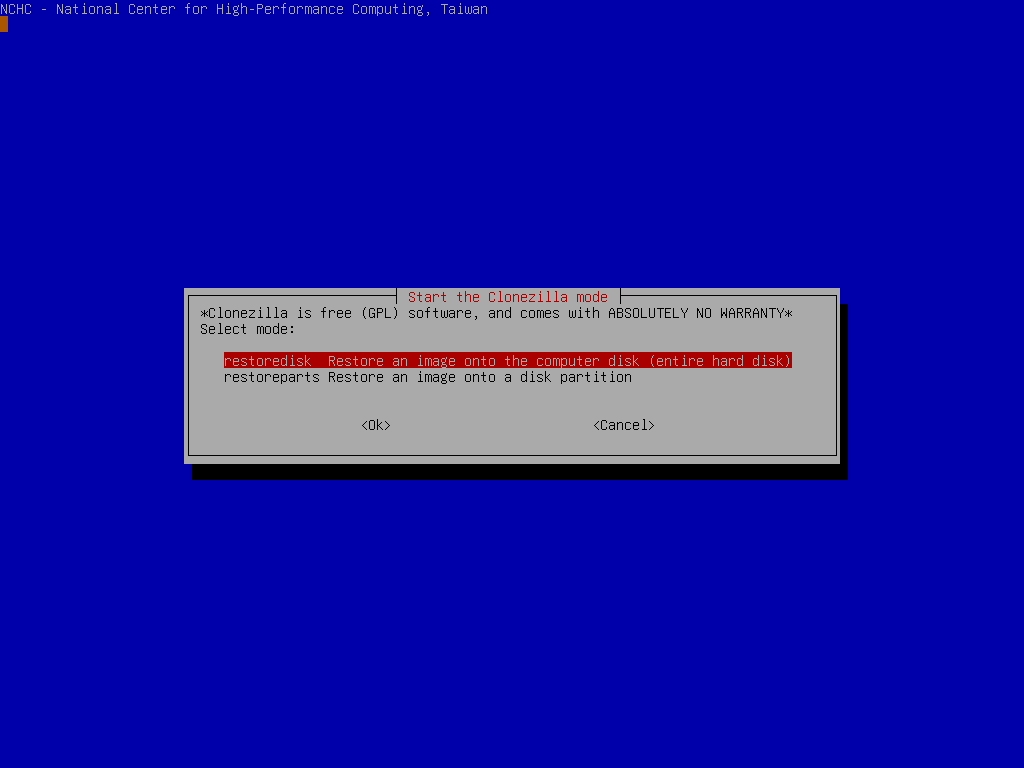 NCHC - National Center for High-Performance Computing, Taiwan
Start the Clonezilla mode
*Clonezilla is free (GPL) software, and comes with ABSOLUTELY NO WARRANTY*
Select mode:
restoredisk  Restore an image onto the computer disk (entire hard disk)
restoreparts Restore an image onto a disk partition
<Ok> <Cancel>